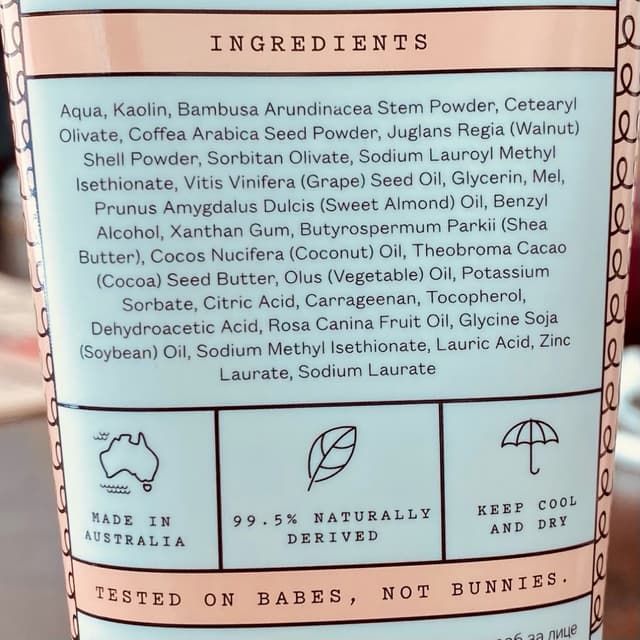 INGREDIENTS
Aqua, Kaolin, Bambusa Arundinacea Stem Powder, Cetearyl
Olivate, Coffea Arabica Seed Powder, Juglans Regia (Walnut)
Shell Powder, Sorbitan Olivate, Sodium Lauroyl Methyl
Isethionate, Vitis Vinifera (Grape) Seed Oil, Glycerin, Mel,
Prunus Amygdalus Dulcis (Sweet Almond) Oil, Benzyl
Alcohol, Xanthan Gum, Butyrospermum Parkii (Shea
Butter), Cocos Nucifera (Coconut) Oil, Theobroma Cacao
(Cocoa) Seed Butter, Olus (Vegetable) Oil, Potassium
Sorbate, Citric Acid, Carrageenan, Tocopherol,
Dehydroacetic Acid, Rosa Canina Fruit Oil, Glycine Soja
(Soybean) Oil, Sodium Methyl Isethionate, Lauric Acid, Zinc
Laurate, Sodium Laurate
MADE IN
AUSTRALIA
99.5% NATURALLY
DERIVED
KEEP COOL
AND DRY
TESTED ON BABES, NOT BUNNIES.
за лице